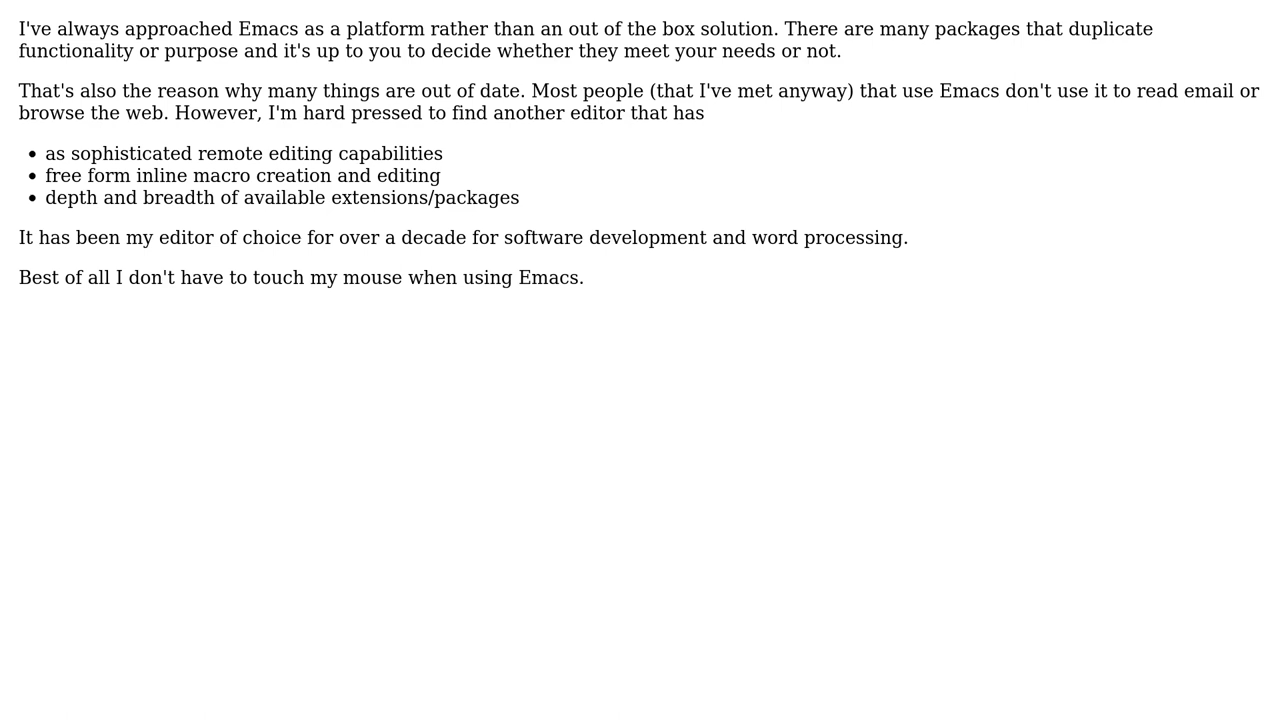 I've always approached Emacs as a platform rather than an out of the box solution. There are many packages that duplicate
functionality or purpose and it's up to you to decide whether they meet your needs or not.
That's also the reason why many things are out of date. Most people (that I've met anyway) that use Emacs don't use it to read email or
browse the web. However, I'm hard pressed to find another editor that has
• as sophisticated remote editing capabilities
• free form inline macro creation and editing
• depth and breadth of available extensions/packages
It has been my editor of choice for over a decade for software development and word processing.
Best of all I don't have to touch my mouse when using Emacs.